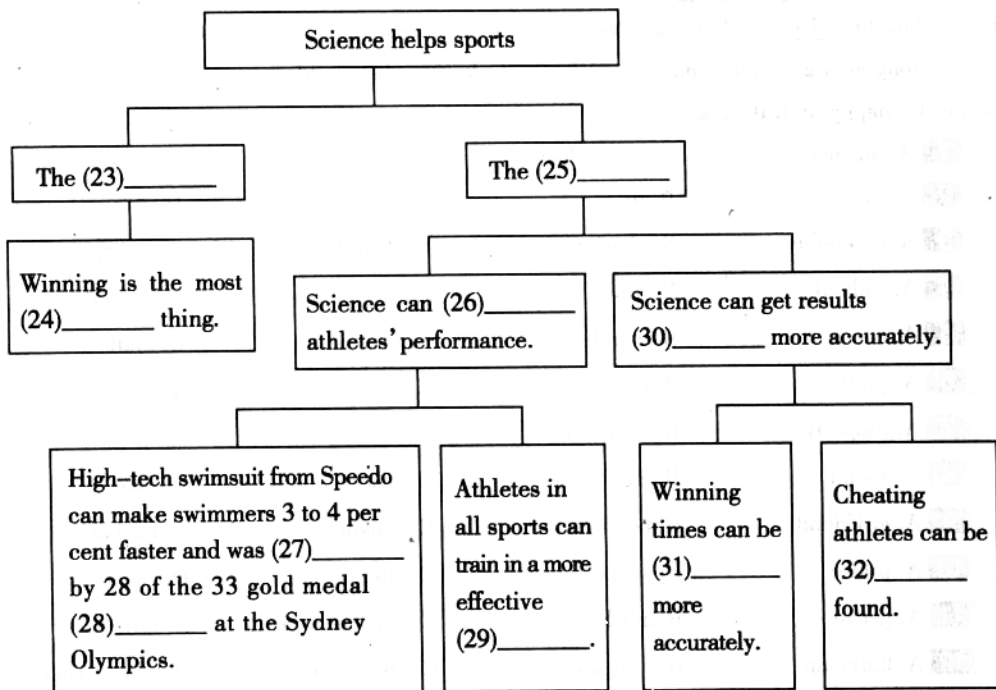 Science helps sports
The (23)________
The (25)________
Winning is the most
(24)________ thing.
Science can (26)________
athletes' performance.
Science can get results
(30)________ more accurately.
High-tech swimsuit from Speedo
can make swimmers 3 to 4 per
cent faster and was (27)________
by 28 of the 33 gold medal
(28)________ at the Sydney
Olympics.
Athletes in
all sports can
train in a more
effective
(29)________.
Winning
times can be
(31)________
more
accurately.
Cheating
athletes can be
(32)________
found.